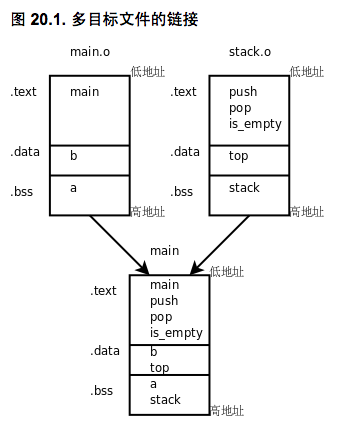 图 20.1. 多目标文件的链接
main.o stack.o
低地址 低地址
.text main .text push
pop
is_empty
.data b .data top
.bss a .bss stack
高地址 高地址
main
低地址
.text main
push
pop
is_empty
.data b
top
.bss a
stack
高地址